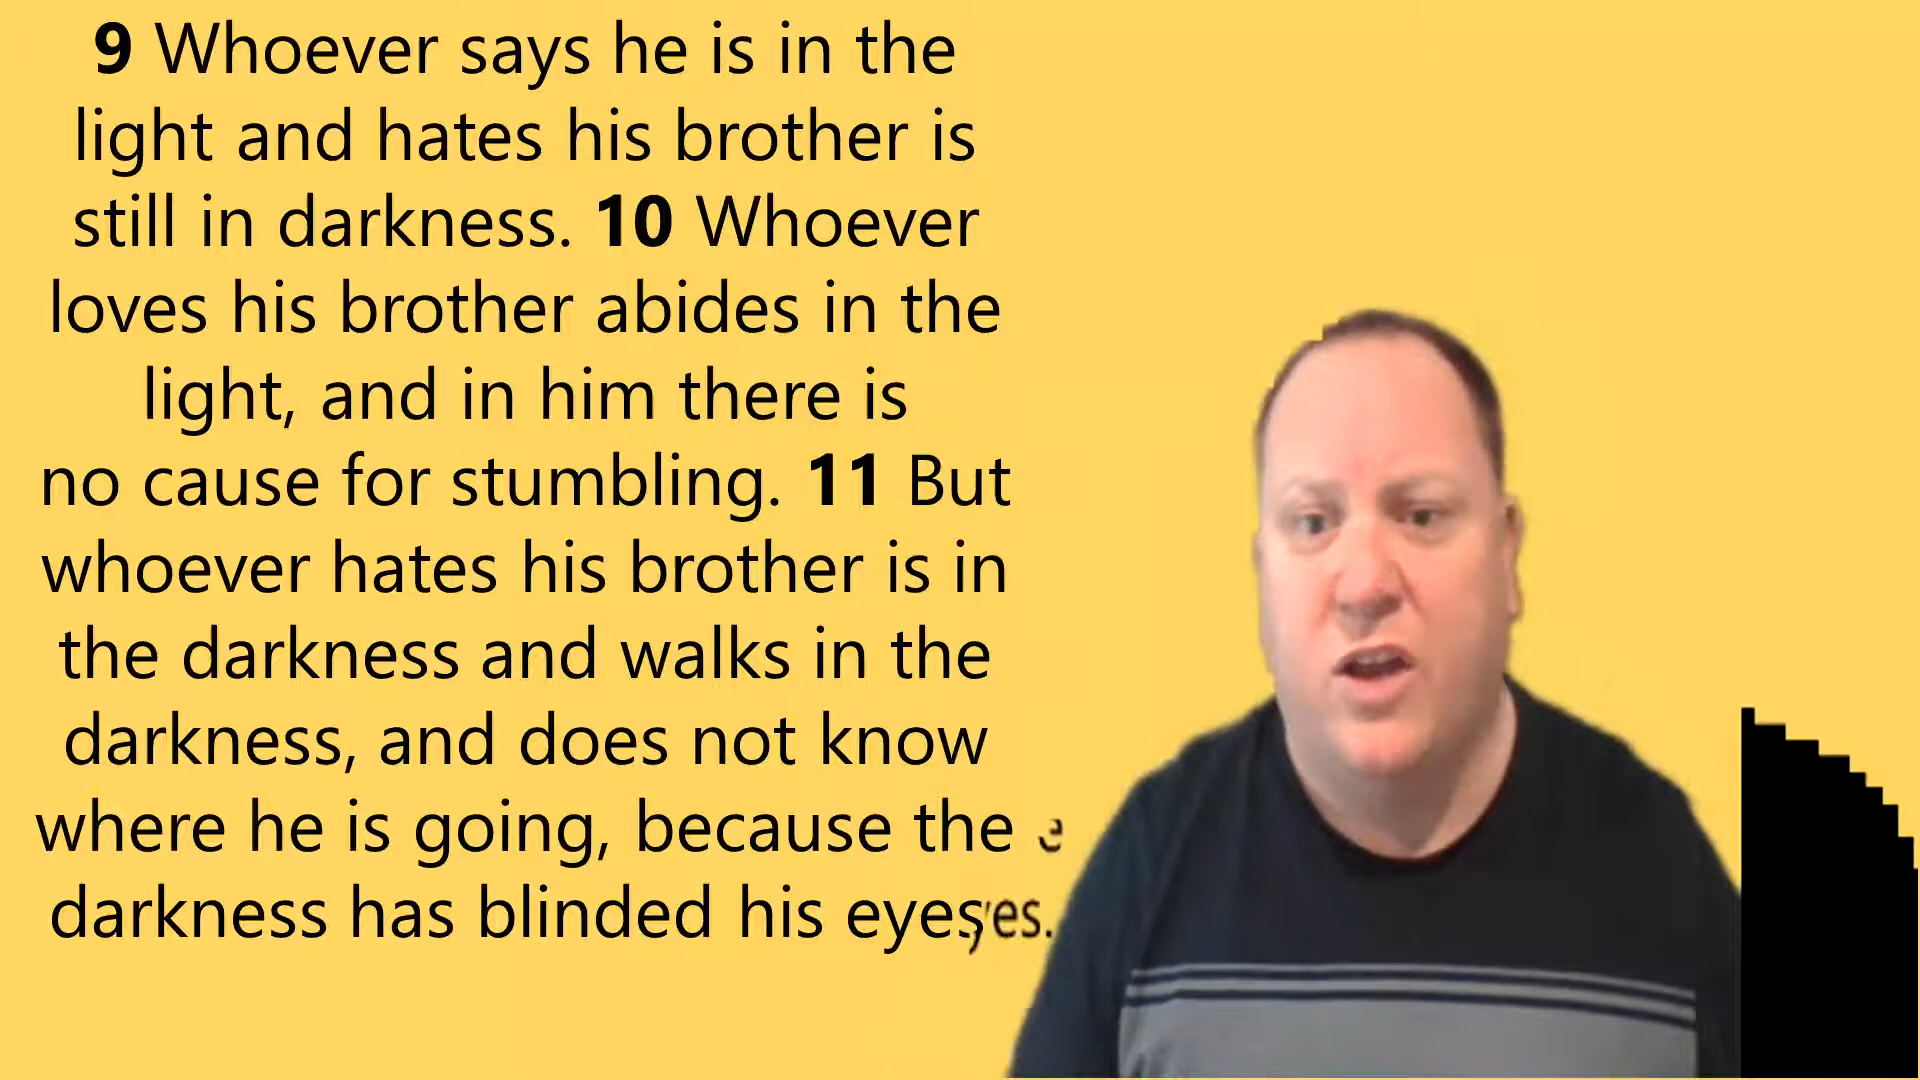 9 Whoever says he is in the
light and hates his brother is
still in darkness. 10 Whoever
loves his brother abides in the
light, and in him there is
no cause for stumbling. 11 But
whoever hates his brother is in
the darkness and walks in the
darkness, and does not know
where he is going, because the e
darkness has blinded his eyes yes.